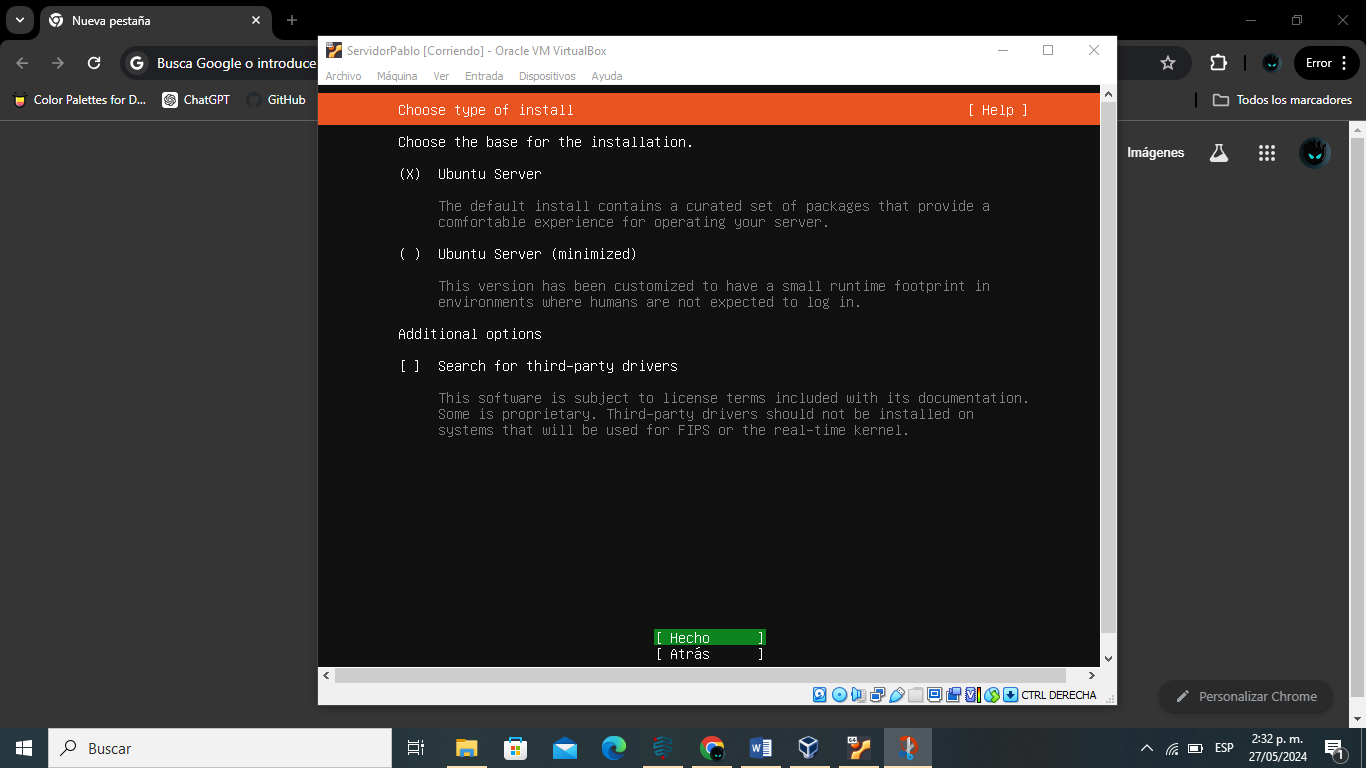 Nueva pestaña
Busca Google o introduce
Error
Color Palettes for D...
ChatGPT
GitHub
Todos los marcadores
Imágenes
ServidorPablo [Corriendo] - Oracle VM VirtualBox
Archivo Máquina Ver Entrada Dispositivos Ayuda
Choose type of install [ Help ]
Choose the base for the installation.
(X) Ubuntu Server
The default install contains a curated set of packages that provide a
comfortable experience for operating your server.
( ) Ubuntu Server (minimized)
This version has been customized to have a small runtime footprint in
environments where humans are not expected to log in.
Additional options
[ ] Search for third-party drivers
This software is subject to license terms included with its documentation.
Some is proprietary. Third-party drivers should not be installed on
systems that will be used for FIPS or the real-time kernel.
[ Hecho ]
[ Atrás ]
CTRL DERECHA
Personalizar Chrome
Buscar
ESP
2:32 p. m.
27/05/2024
1